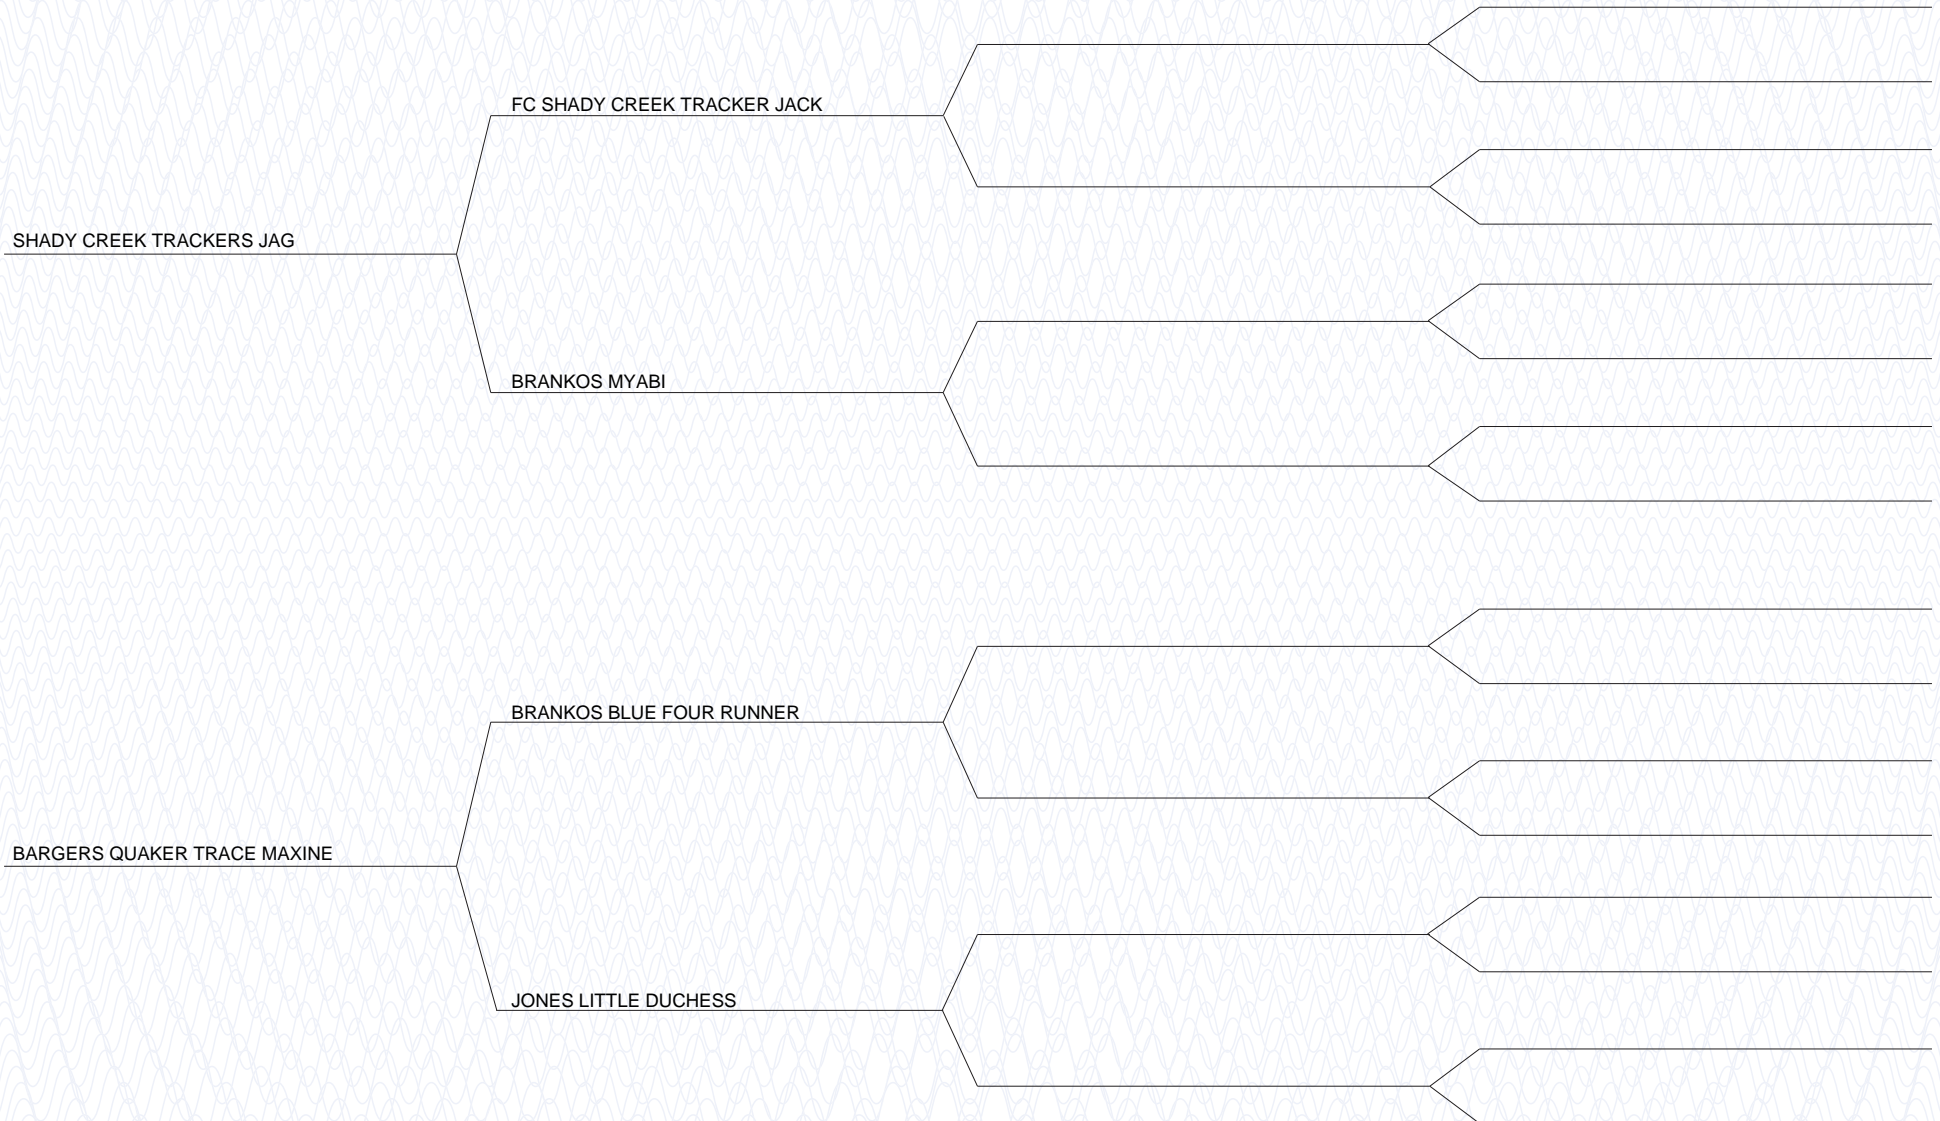 FC SHADY CREEK TRACKER JACK
SHADY CREEK TRACKERS JAG
BRANKOS MYABI
BRANKOS BLUE FOUR RUNNER
BARGERS QUAKER TRACE MAXINE
JONES LITTLE DUCHESS